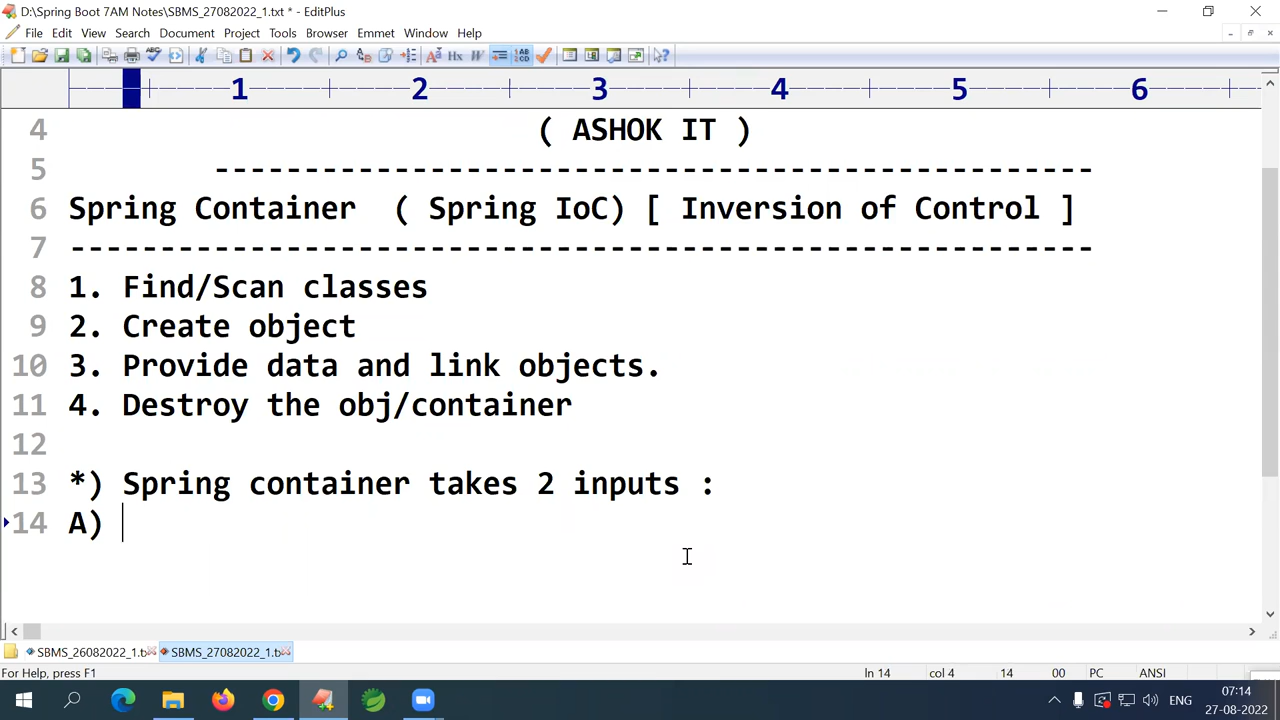 D:\Spring Boot 7AM Notes\SBMS_27082022_1.txt * - EditPlus
File Edit View Search Document Project Tools Browser Emmet Window Help
1 2 3 4 5 6
4 ( ASHOK IT )
5 -------------------------------------------------
6 Spring Container ( Spring IoC) [ Inversion of Control ]
7 ---------------------------------------------------------
8 1. Find/Scan classes
9 2. Create object
10 3. Provide data and link objects.
11 4. Destroy the obj/container
12
13 *) Spring container takes 2 inputs :
14 A)
SBMS_26082022_1.b SBMS_27082022_1.b
For Help, press F1 Ln 14 col 4 14 00 PC ANSI
ENG 07:14
27-08-2022